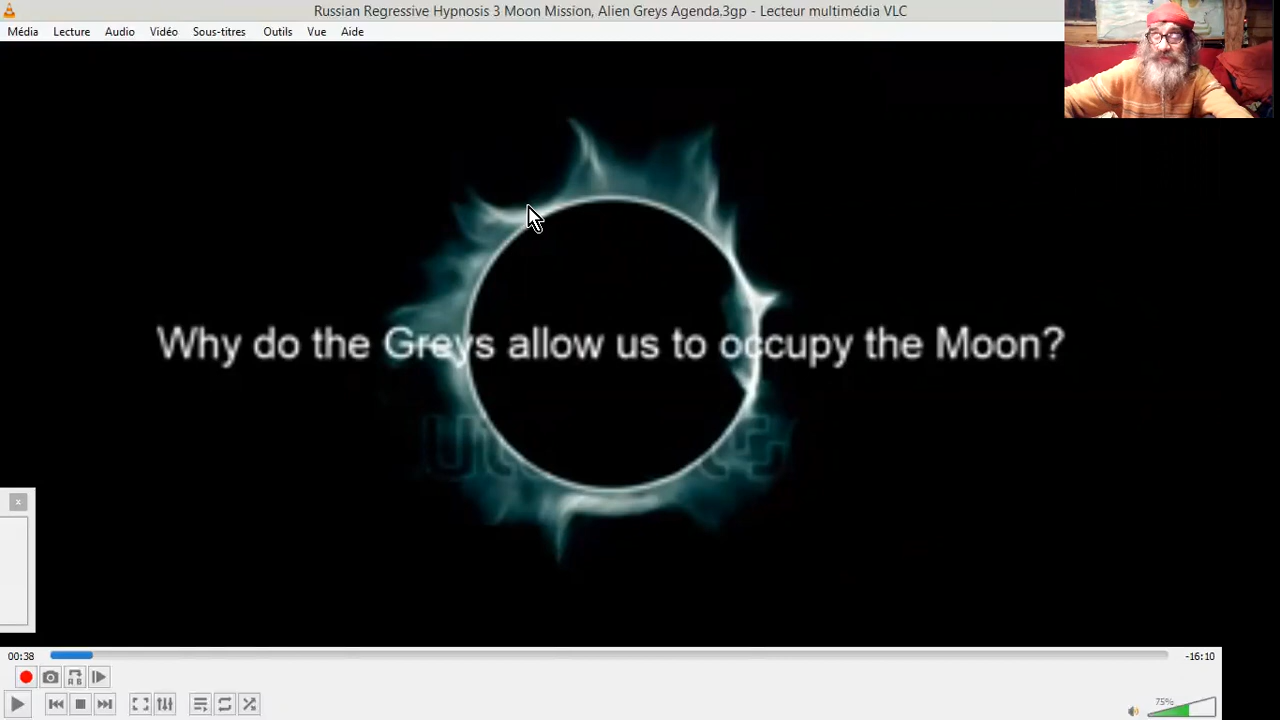 Russian Regressive Hypnosis 3 Moon Mission, Alien Greys Agenda.3gp - Lecteur multimédia VLC
Média Lecture Audio Vidéo Sous-titres Outils Vue Aide
Why do the Greys allow us to occupy the Moon?
x
00:38
-16:10
A B
75%